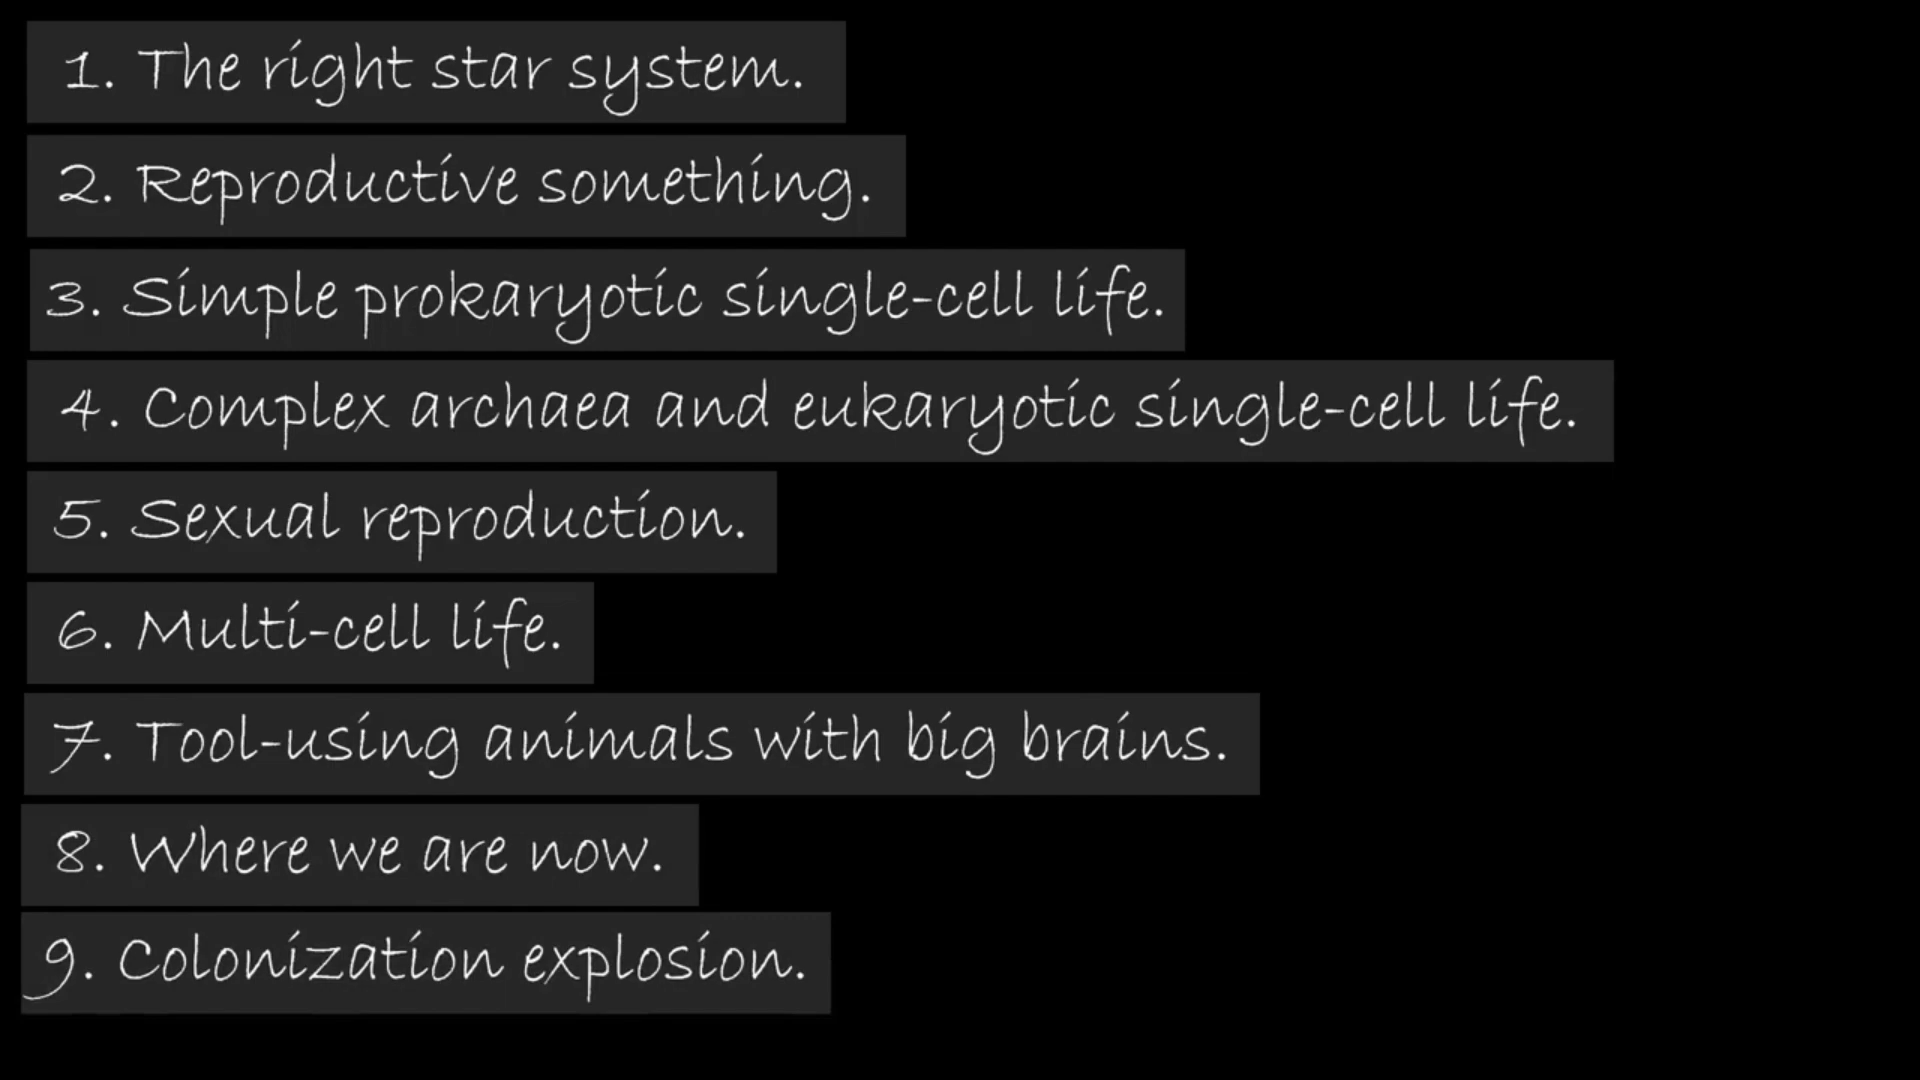 1. The right star system.
2. Reproductive something.
3. Simple prokaryotic single-cell life.
4. Complex archaea and eukaryotic single-cell life.
5. Sexual reproduction.
6. Multi-cell life.
7. Tool-using animals with big brains.
8. Where we are now.
9. Colonization explosion.